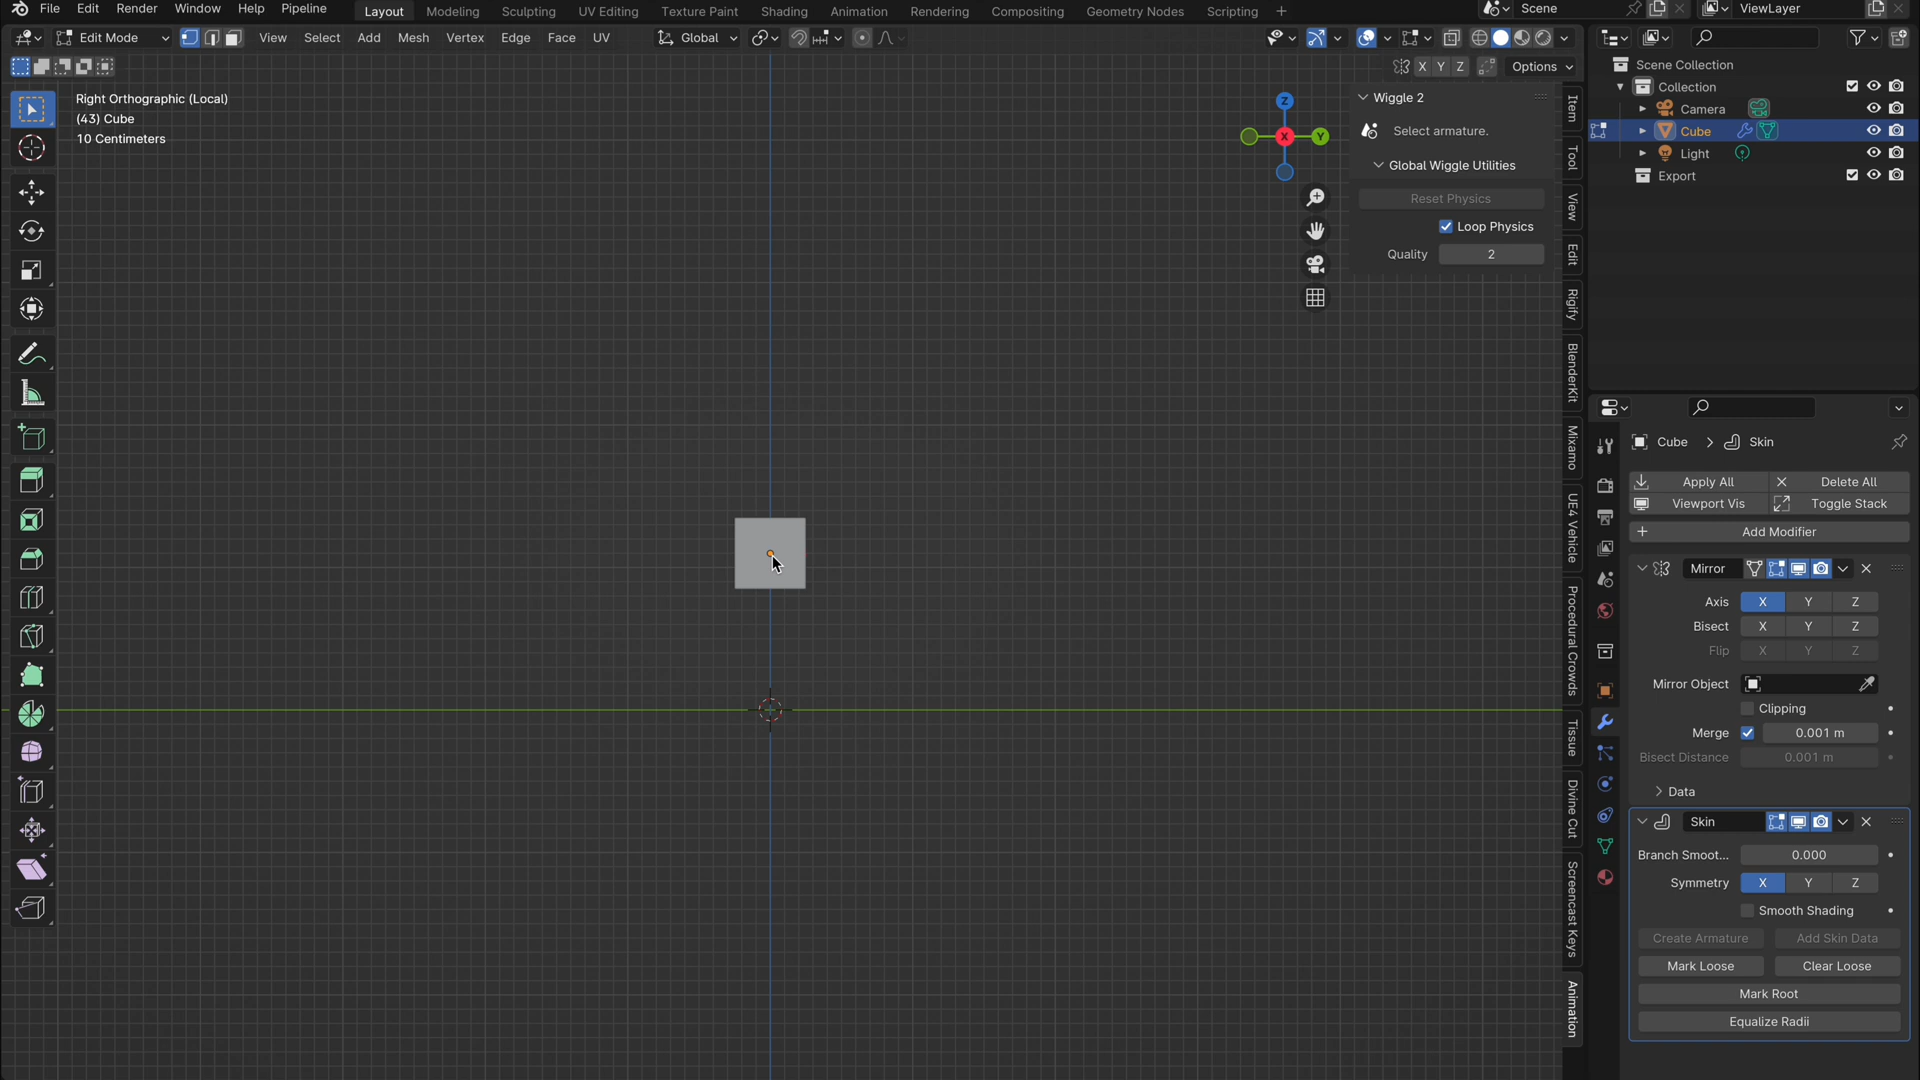 File Edit Render Window Help Pipeline Layout Modeling Sculpting UV Editing Texture Paint Shading Animation Rendering Compositing Geometry Nodes Scripting + Scene ViewLayer
Edit Mode View Select Add Mesh Vertex Edge Face UV Global
X Y Z Options
Right Orthographic (Local)
(43) Cube
10 Centimeters
Z
X
Y
Wiggle 2
Select armature.
Global Wiggle Utilities
Reset Physics
Loop Physics
Quality 2
Item
Tool
View
Edit
Rigify
BlenderKit
Mixamo
UE4 Vehicle
Procedural Crowds
Tissue
Divine Cut
Screencast Keys
Animation
Scene Collection
Collection
Camera
Cube
Light
Export
Cube > Skin
Apply All Delete All
Viewport Vis Toggle Stack
Add Modifier
Mirror
Axis X Y Z
Bisect X Y Z
Flip X Y Z
Mirror Object
Clipping
Merge 0.001 m
Bisect Distance 0.001 m
Data
Skin
Branch Smoot... 0.000
Symmetry X Y Z
Smooth Shading
Create Armature Add Skin Data
Mark Loose Clear Loose
Mark Root
Equalize Radii